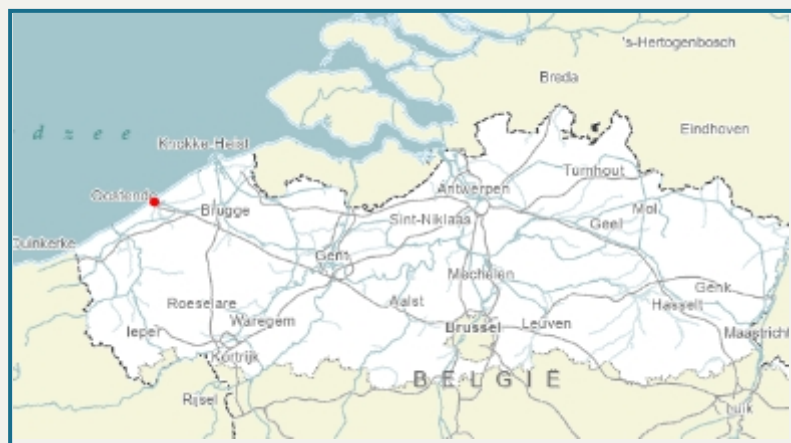 's-Hertogenbosch
Breda
d z e e
Eindhoven
Knokke-Heist
Turnhout
Oostende
Antwerpen
Brugge
Mol
Sint-Niklaas
Geel
Duinkerke
Gent
Mechelen
Genk
Roeselare
Aalst
Hasselt
Waregem
Brussel
Leuven
Ieper
Maastricht
Kortrijk
BELGIË
Rijsel
Luik